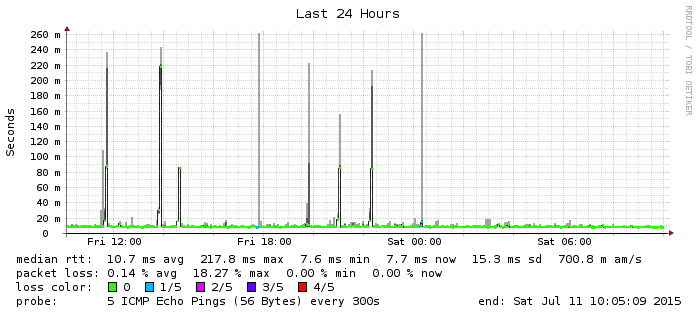 Last 24 Hours
RRDTOOL / TOBI OETIKER
Seconds
260 m
240 m
220 m
200 m
180 m
160 m
140 m
120 m
100 m
80 m
60 m
40 m
20 m
0
Fri 12:00 Fri 18:00 Sat 00:00 Sat 06:00
median rtt: 10.7 ms avg 217.8 ms max 7.6 ms min 7.7 ms now 15.3 ms sd 700.8 m am/s
packet loss: 0.14 % avg 18.27 % max 0.00 % min 0.00 % now
loss color: 0 1/5 2/5 3/5 4/5
probe: 5 ICMP Echo Pings (56 Bytes) every 300s end: Sat Jul 11 10:05:09 2015